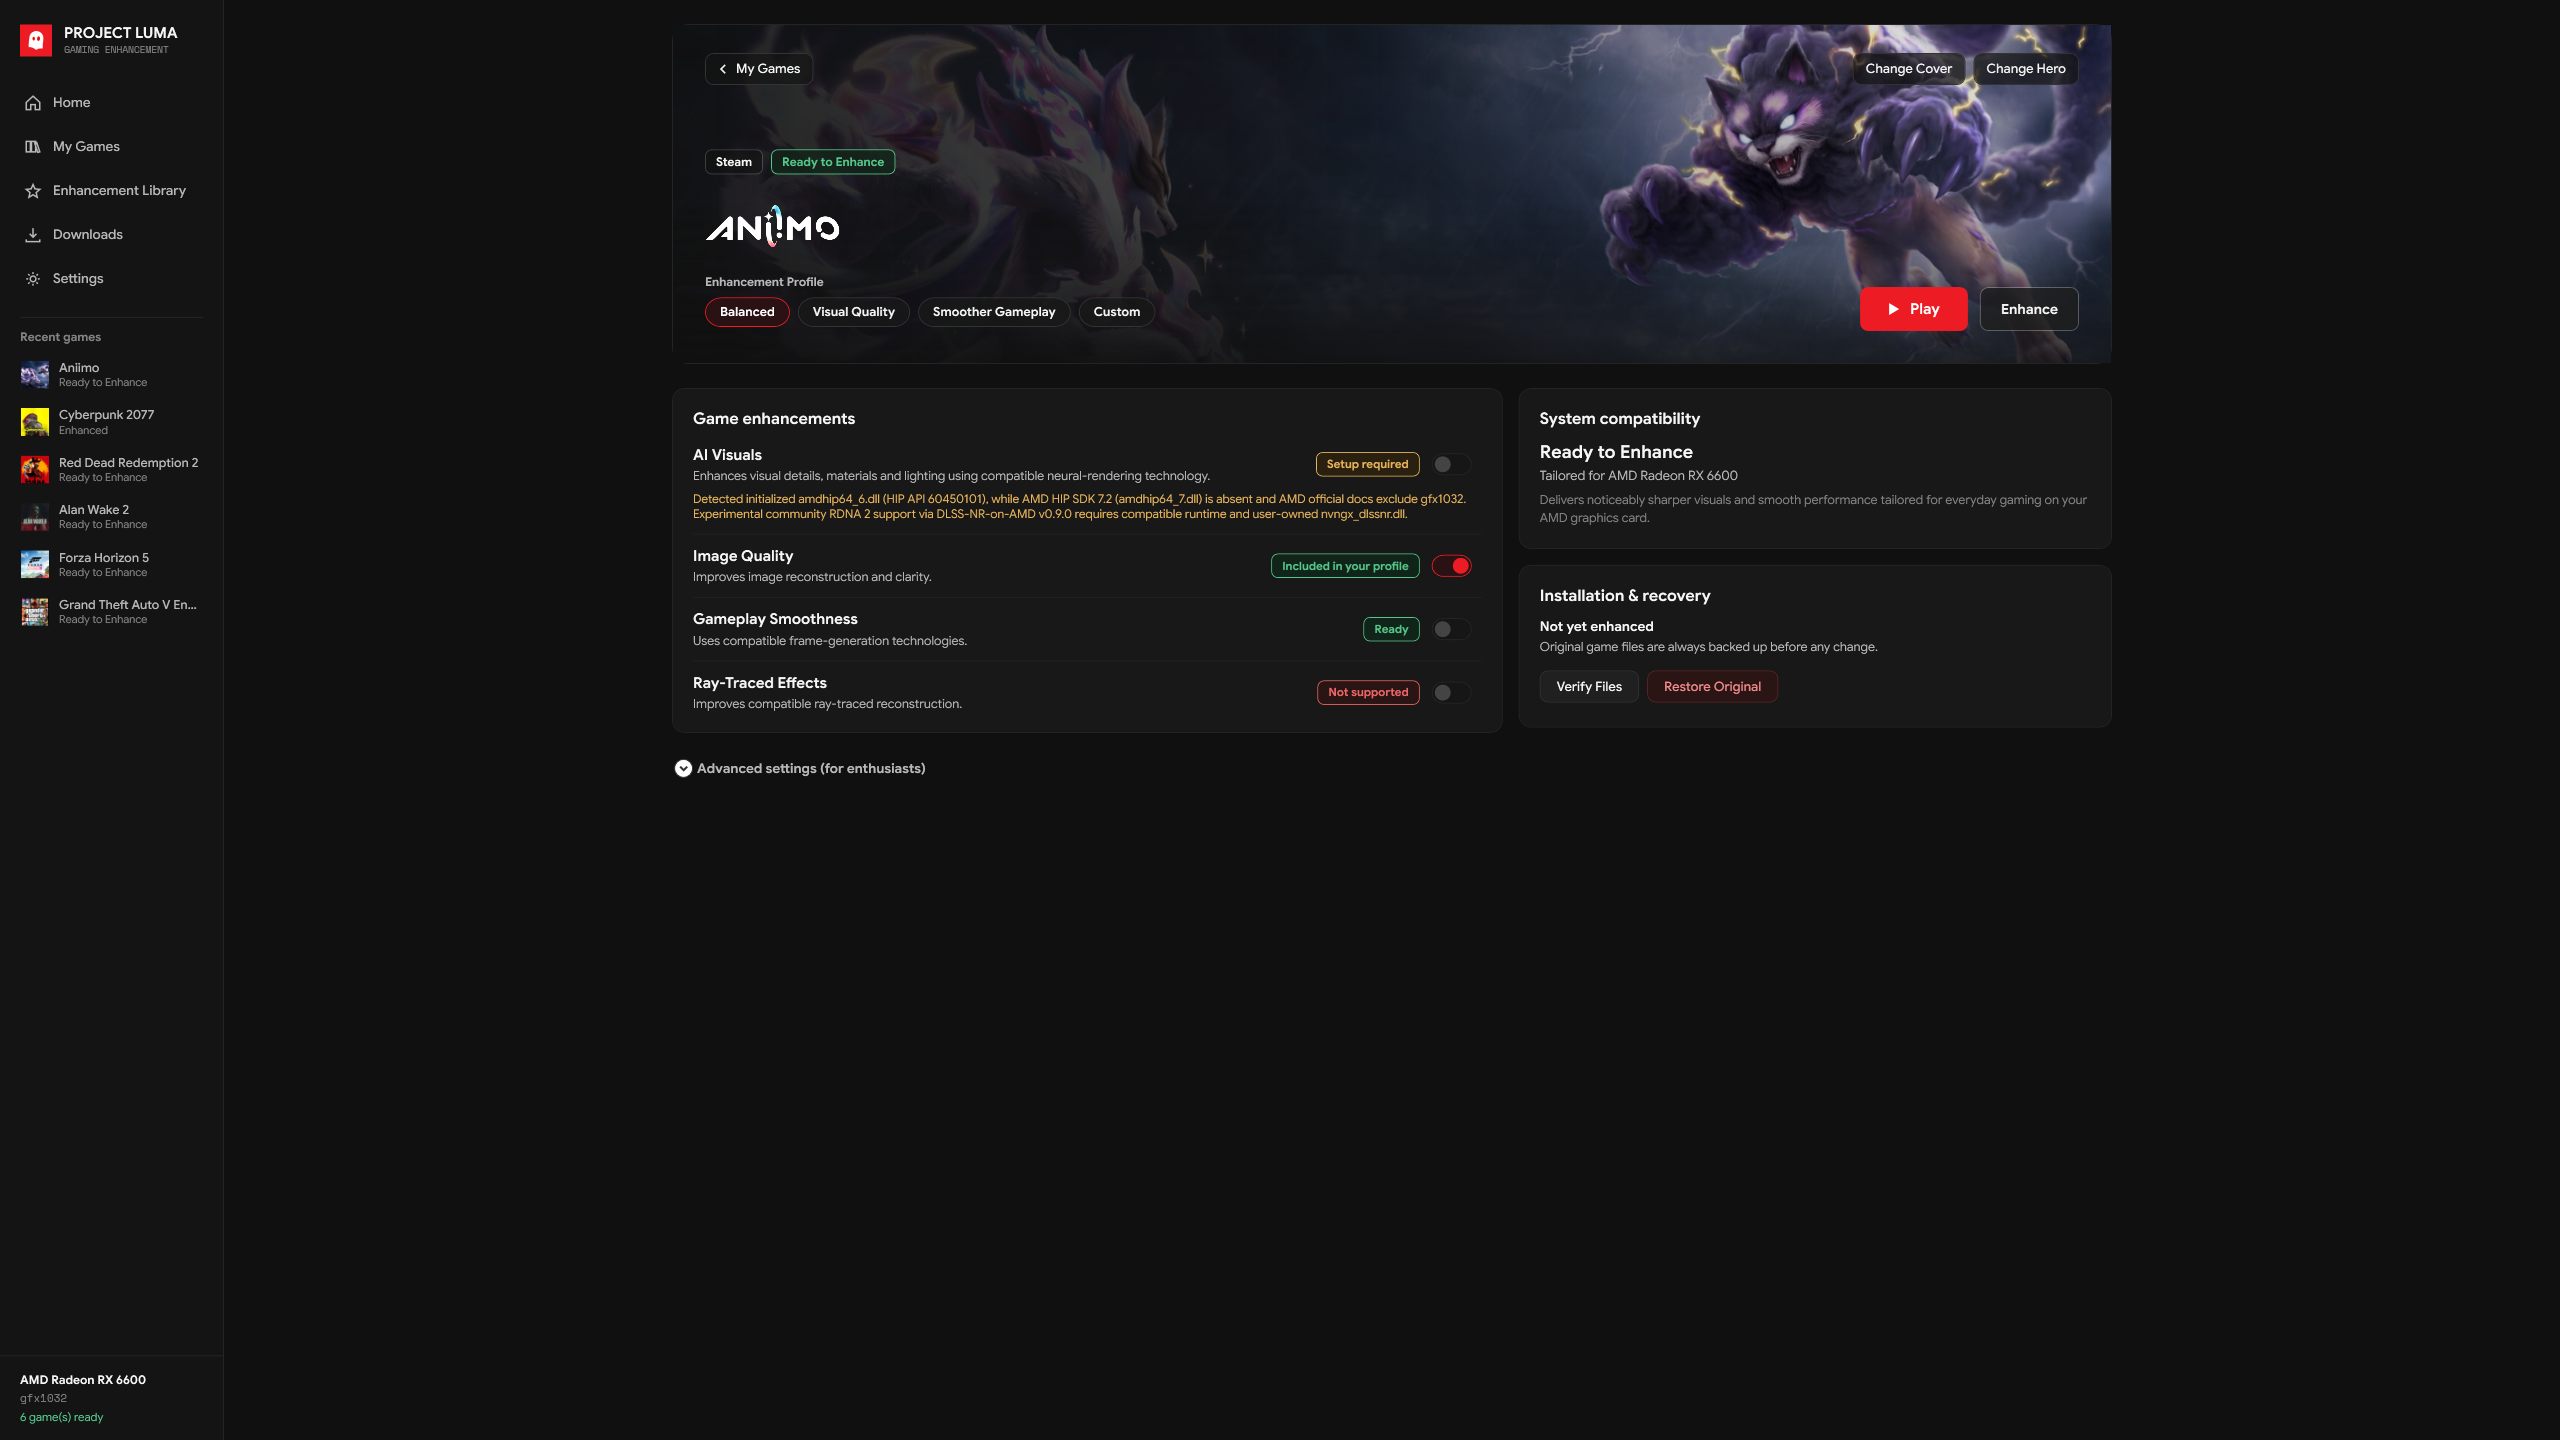 PROJECT LUMA
GAMING ENHANCEMENT
Home
My Games
Enhancement Library
Downloads
Settings
Recent games
Aniimo
Ready to Enhance
Cyberpunk 2077
Enhanced
Red Dead Redemption 2
Ready to Enhance
Alan Wake 2
Ready to Enhance
Forza Horizon 5
Ready to Enhance
Grand Theft Auto V En...
Ready to Enhance
AMD Radeon RX 6600
gfx1032
6 game(s) ready
My Games
Change Cover
Change Hero
Steam
Ready to Enhance
ANiiMO
Enhancement Profile
Balanced
Visual Quality
Smoother Gameplay
Custom
Play
Enhance
Game enhancements
AI Visuals
Enhances visual details, materials and lighting using compatible neural-rendering technology.
Setup required
Detected initialized amdhip64_6.dll (HIP API 60450101), while AMD HIP SDK 7.2 (amdhip64_7.dll) is absent and AMD official docs exclude gfx1032.
Experimental community RDNA 2 support via DLSS-NR-on-AMD v0.9.0 requires compatible runtime and user-owned nvngx_dlssnr.dll.
Image Quality
Improves image reconstruction and clarity.
Included in your profile
Gameplay Smoothness
Uses compatible frame-generation technologies.
Ready
Ray-Traced Effects
Improves compatible ray-traced reconstruction.
Not supported
Advanced settings (for enthusiasts)
System compatibility
Ready to Enhance
Tailored for AMD Radeon RX 6600
Delivers noticeably sharper visuals and smooth performance tailored for everyday gaming on your
AMD graphics card.
Installation & recovery
Not yet enhanced
Original game files are always backed up before any change.
Verify Files
Restore Original